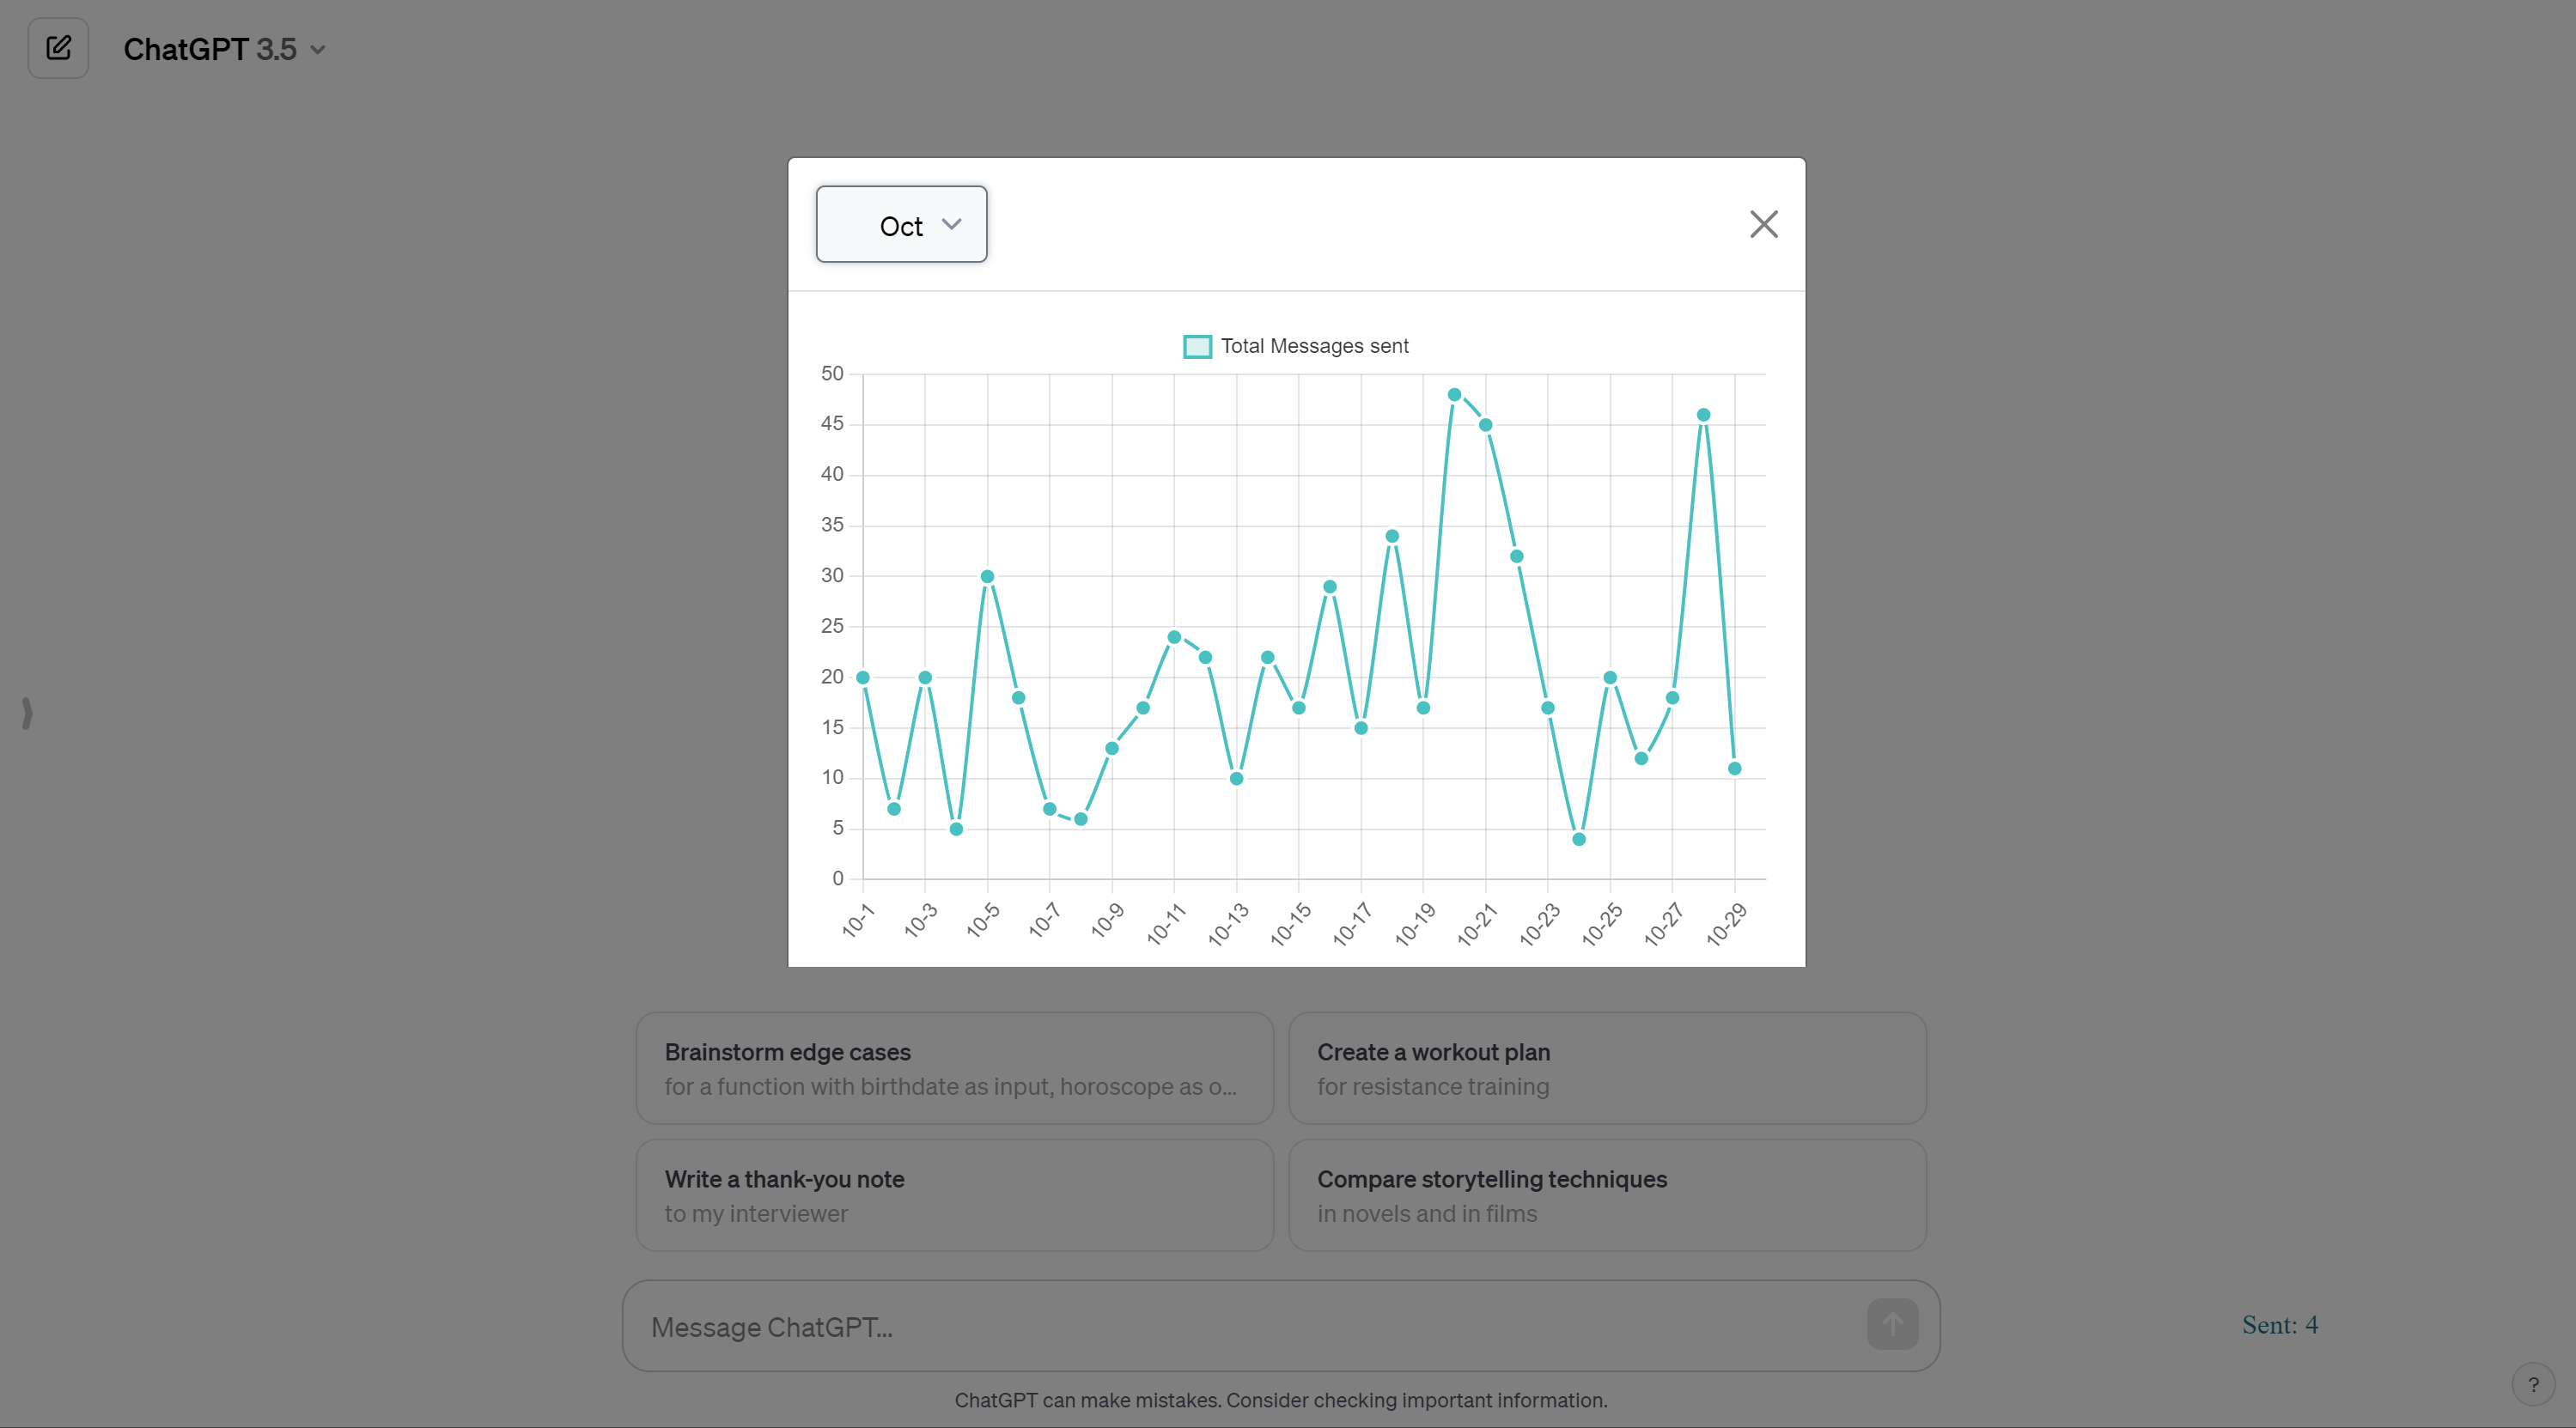 ChatGPT 3.5
Oct
Total Messages sent
50
45
40
35
30
25
20
15
10
5
0
10-1 10-3 10-5 10-7 10-9 10-11 10-13 10-15 10-17 10-19 10-21 10-23 10-25 10-27 10-29
Brainstorm edge cases
for a function with birthdate as input, horoscope as o...
Create a workout plan
for resistance training
Write a thank-you note
to my interviewer
Compare storytelling techniques
in novels and in films
Message ChatGPT...
Sent: 4
ChatGPT can make mistakes. Consider checking important information.
?